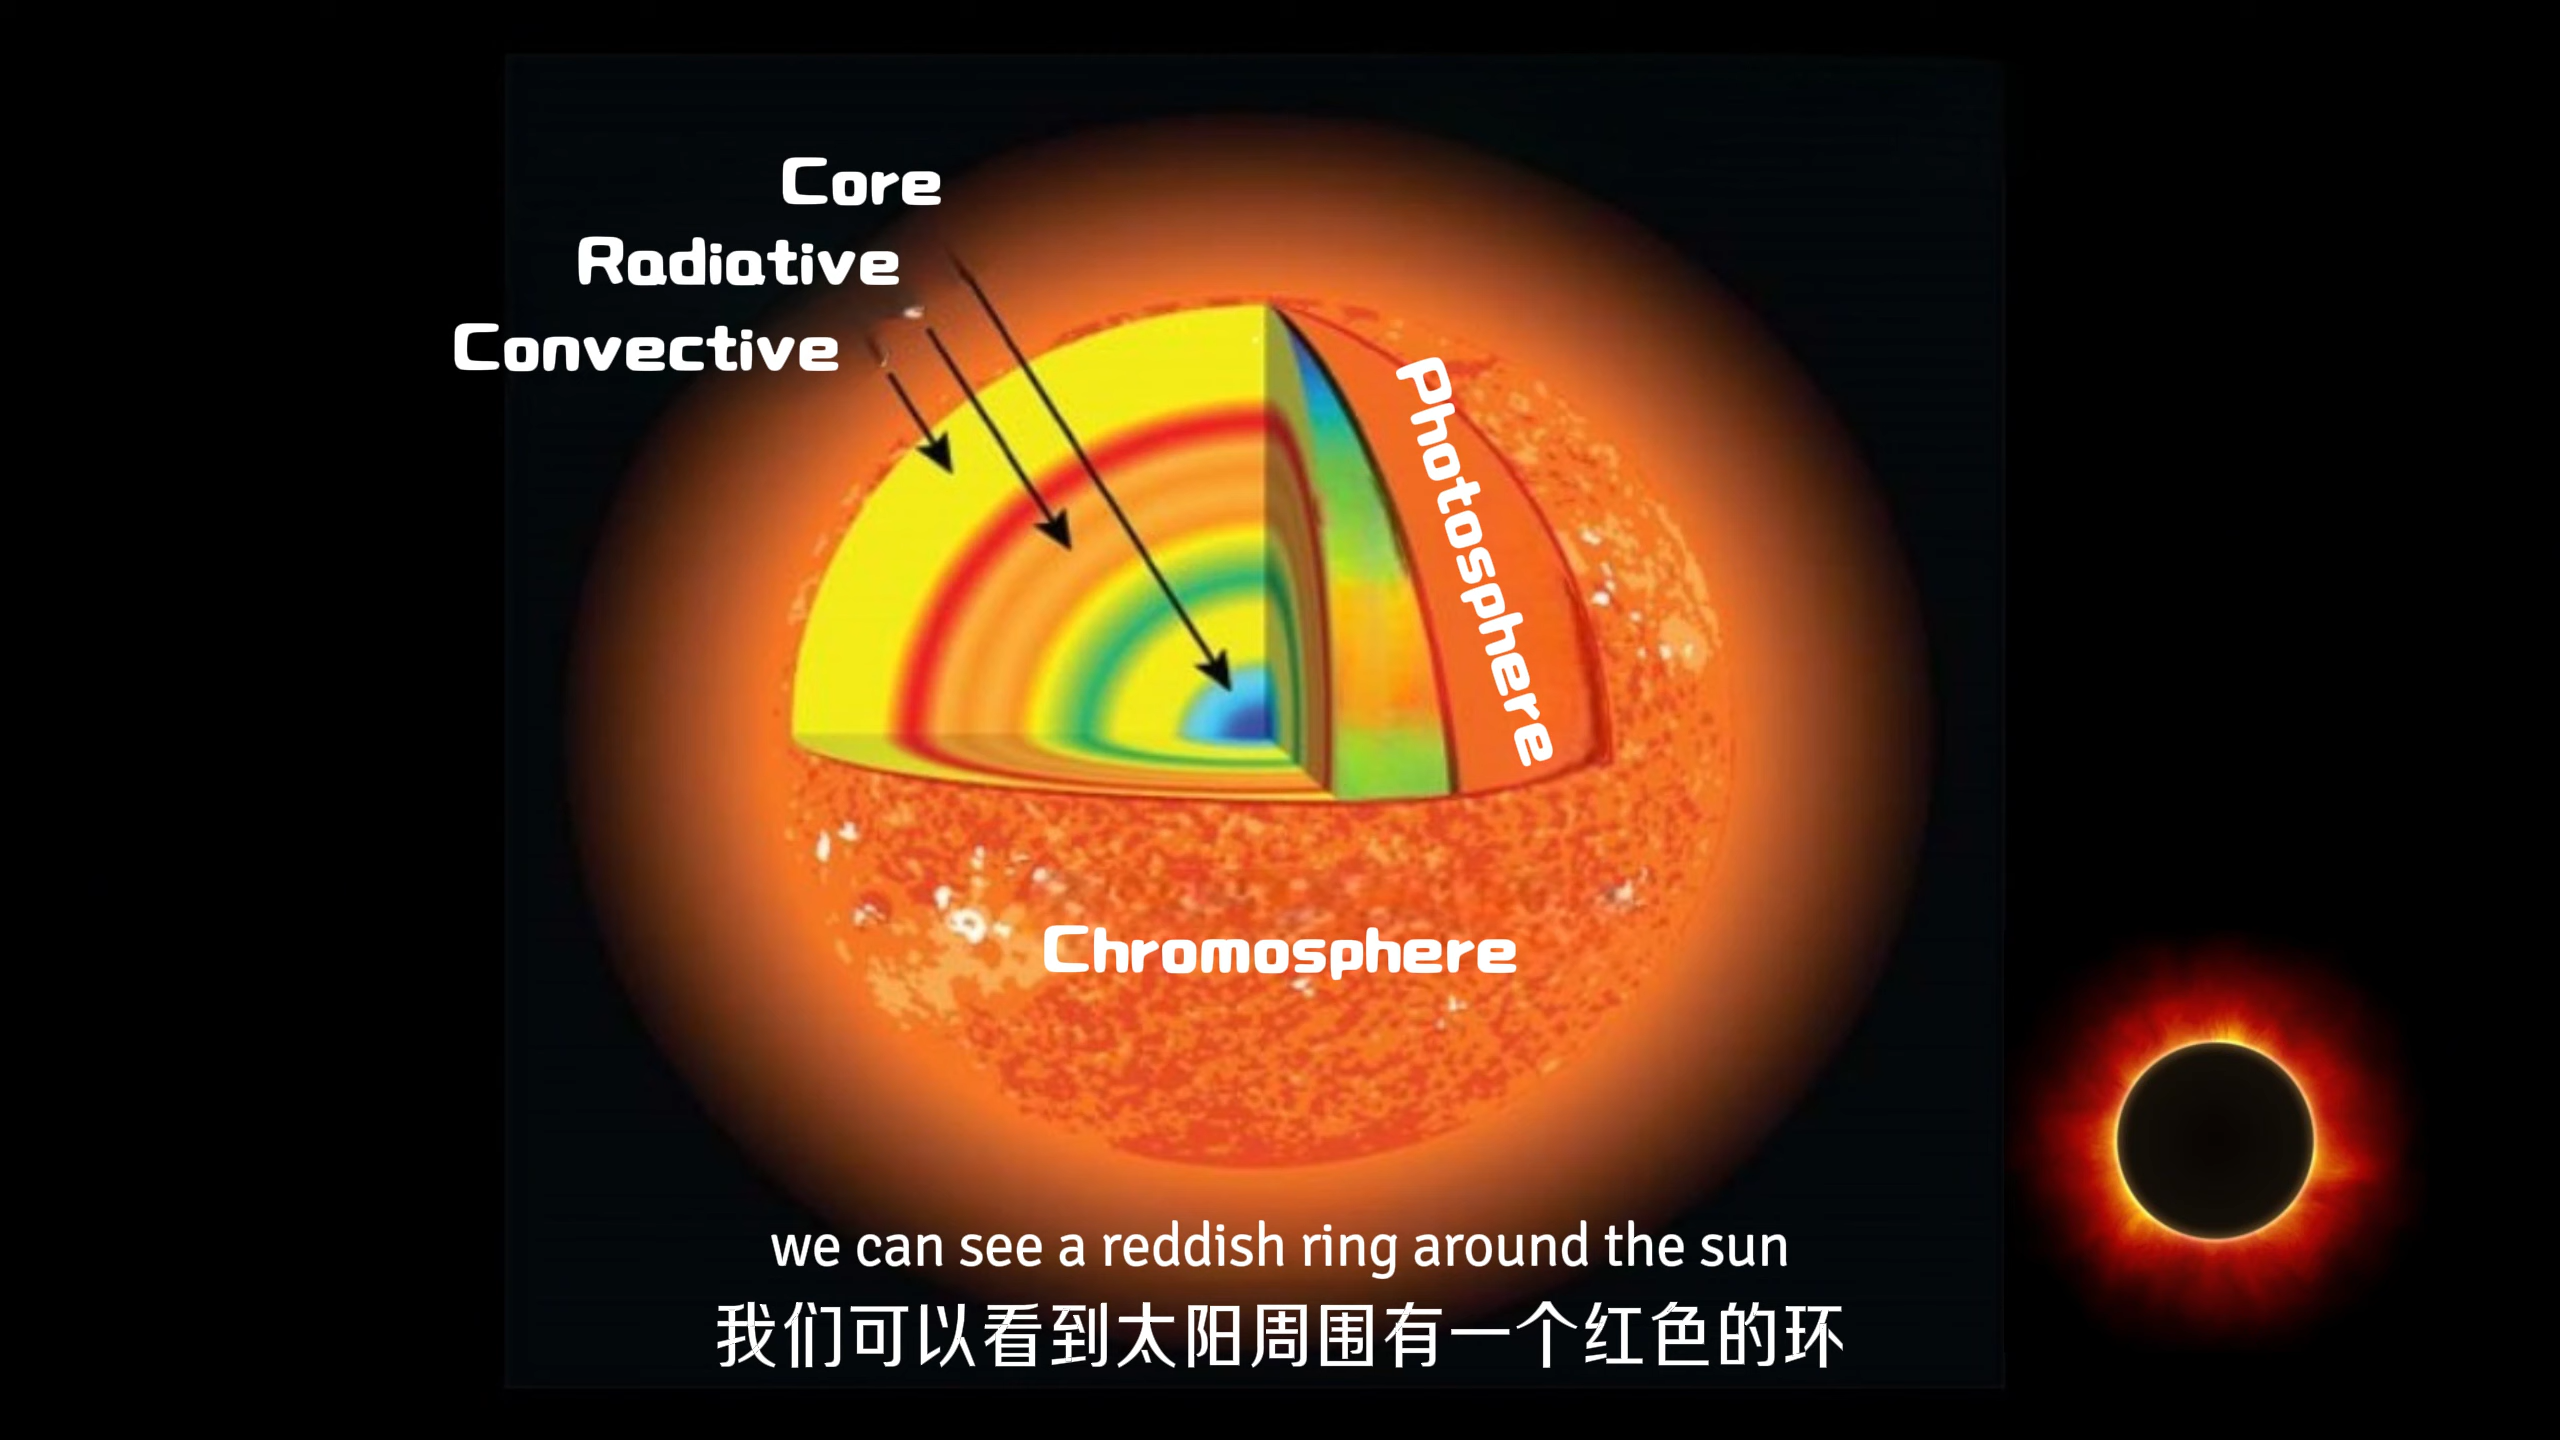 Core
Radiative
Convective
Photosphere
Chromosphere
we can see a reddish ring around the sun
我们可以看到太阳周围有一个红色的环